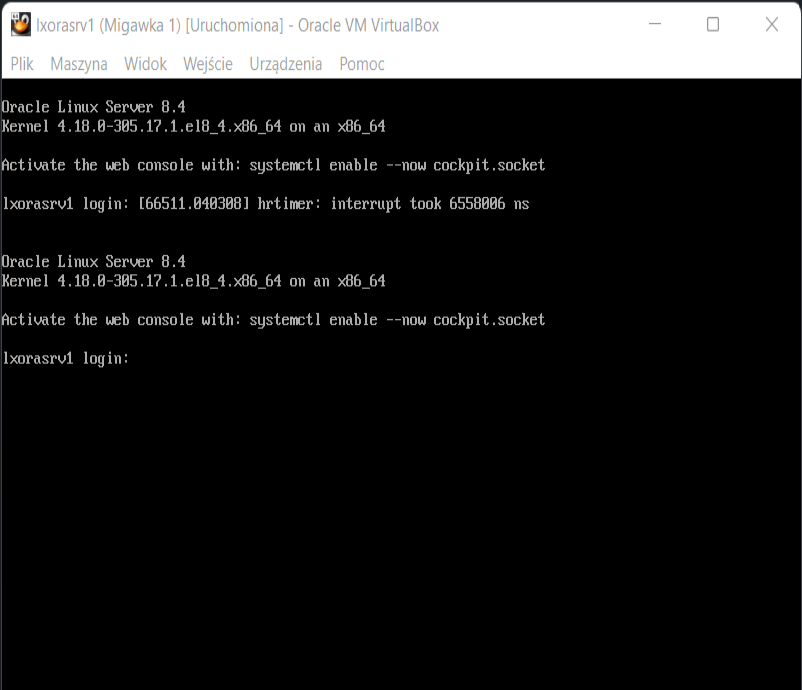 lxorasrv1 (Migawka 1) [Uruchomiona] - Oracle VM VirtualBox
Plik Maszyna Widok Wejście Urządzenia Pomoc
Oracle Linux Server 8.4
Kernel 4.18.0-305.17.1.el8_4.x86_64 on an x86_64
Activate the web console with: systemctl enable --now cockpit.socket
lxorasrv1 login: [66511.040308] hrtimer: interrupt took 6558006 ns
Oracle Linux Server 8.4
Kernel 4.18.0-305.17.1.el8_4.x86_64 on an x86_64
Activate the web console with: systemctl enable --now cockpit.socket
lxorasrv1 login: